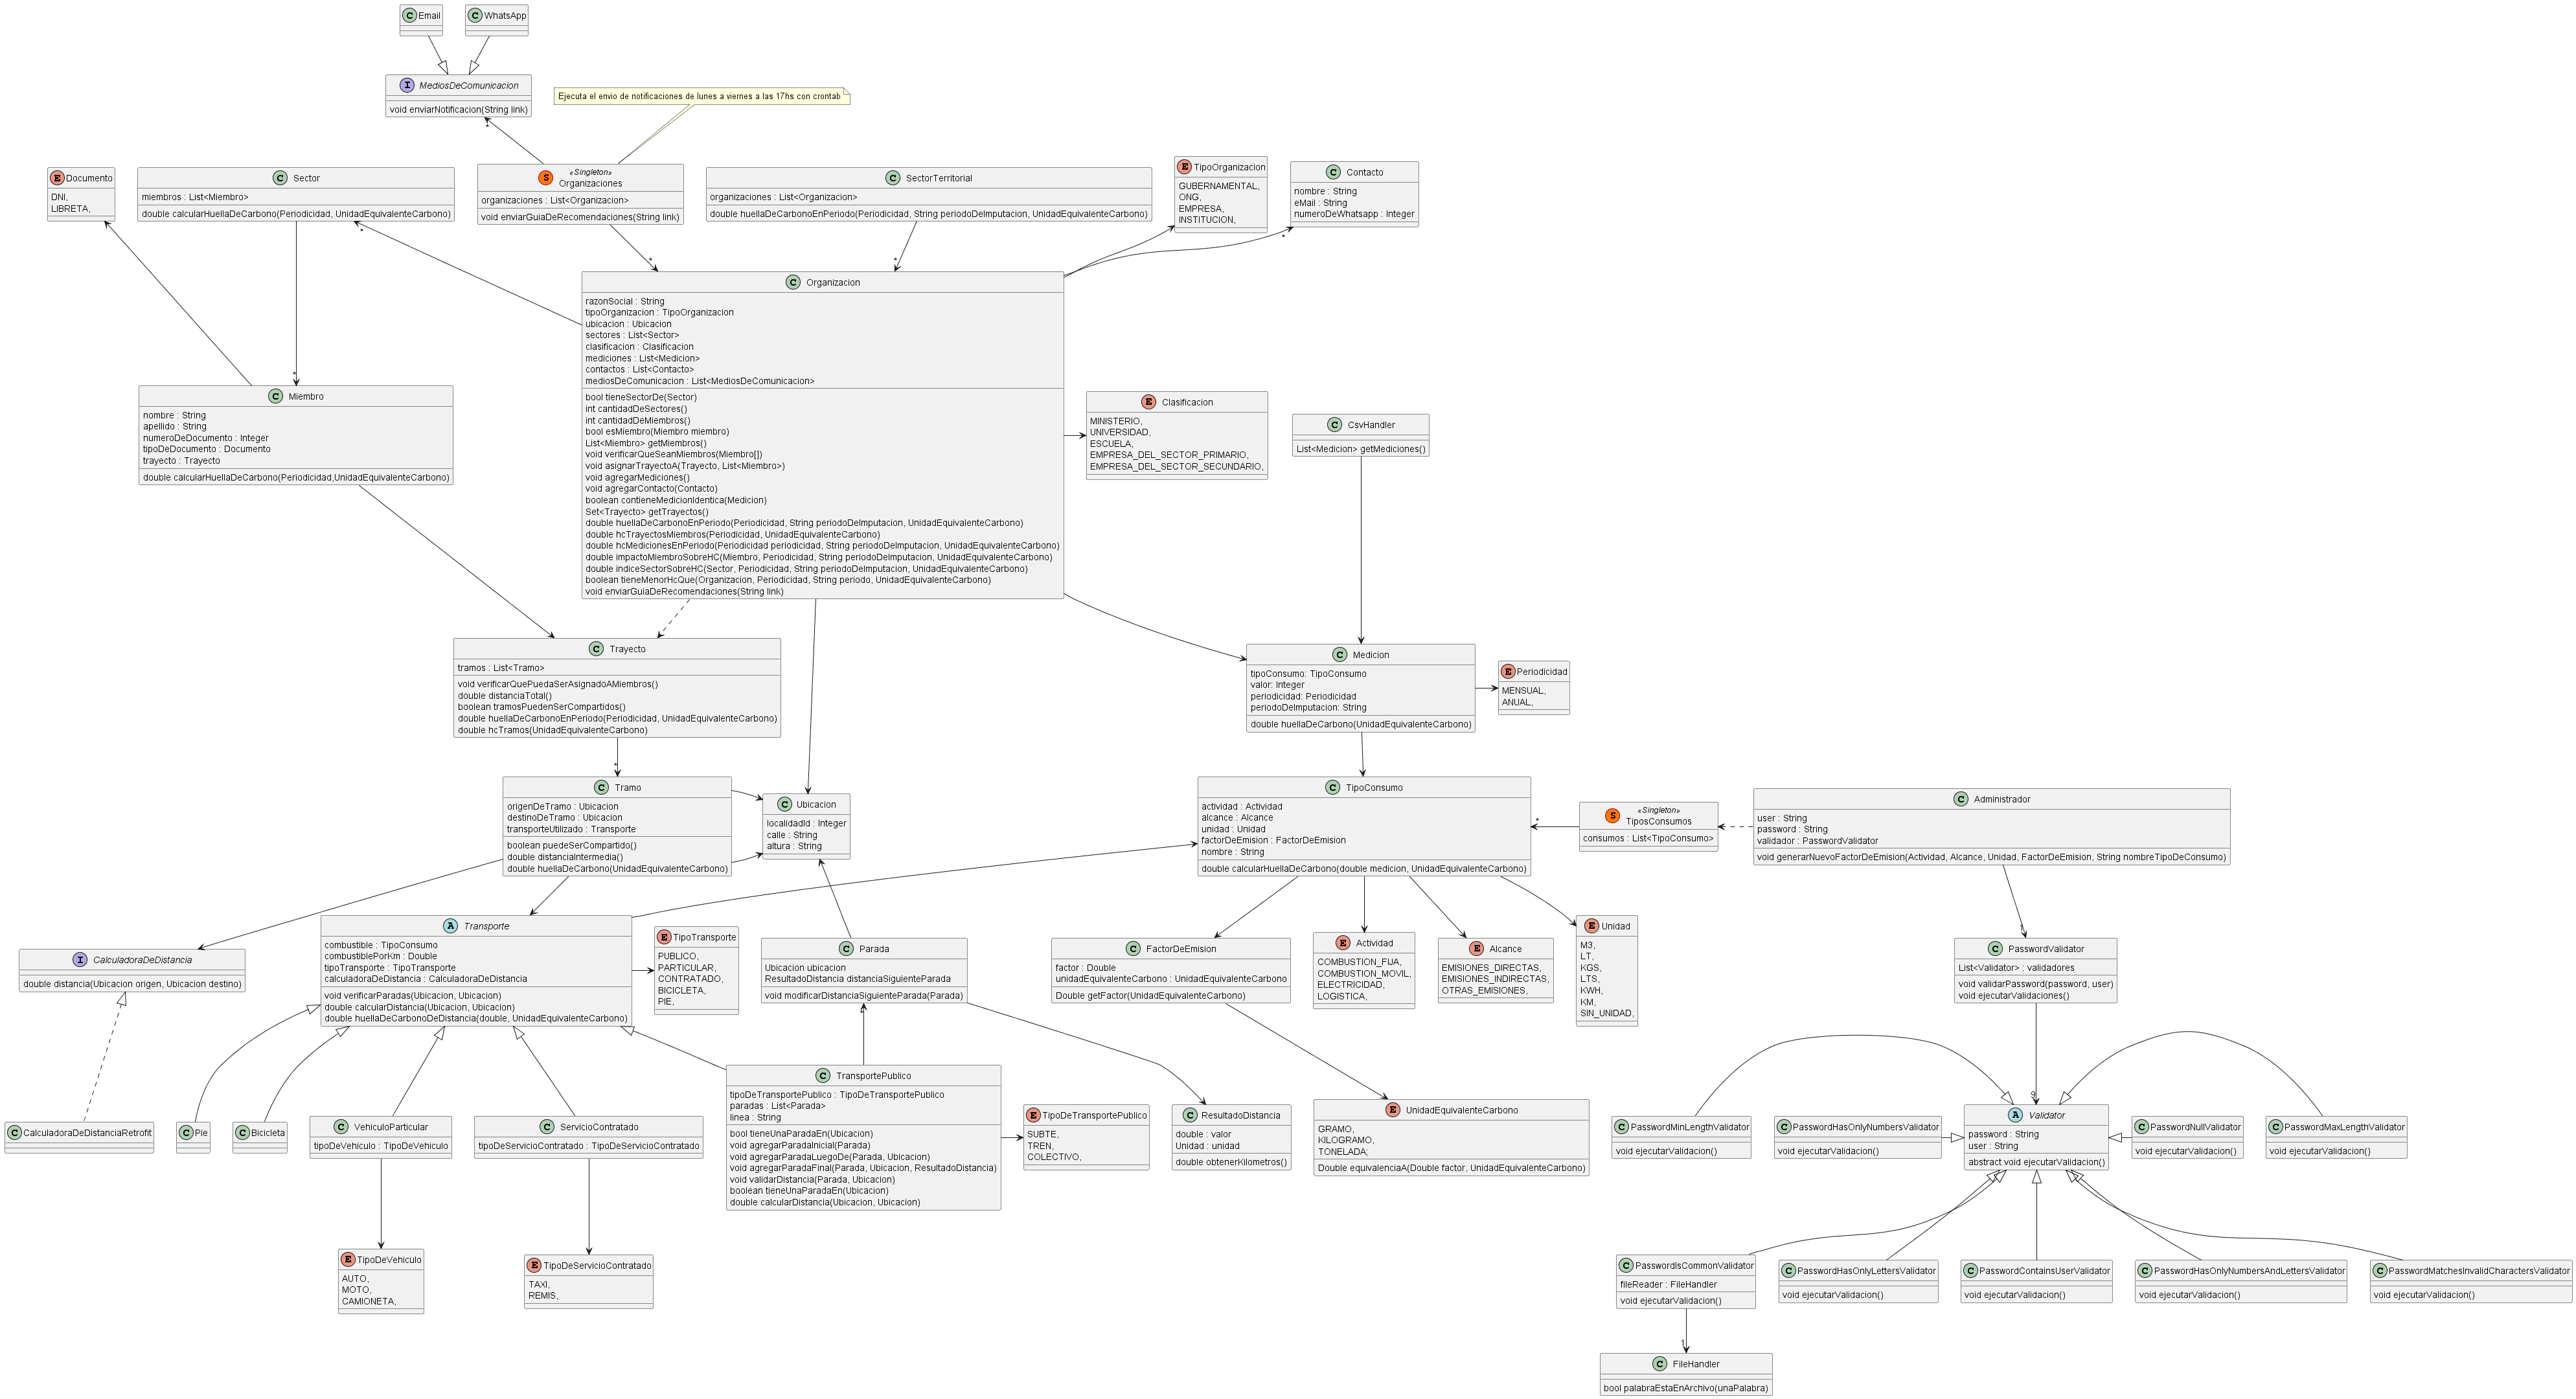 C Email
C WhatsApp
I MediosDeComunicacion
void enviarNotificacion(String link)
Ejecuta el envio de notificaciones de lunes a viernes a las 17hs con crontab
*
E Documento
DNI,
LIBRETA,
C Sector
miembros : List<Miembro>
double calcularHuellaDeCarbono(Periodicidad, UnidadEquivalenteCarbono)
*
S «Singleton»
Organizaciones
organizaciones : List<Organizacion>
void enviarGuiaDeRecomendaciones(String link)
C SectorTerritorial
organizaciones : List<Organizacion>
double huellaDeCarbonoEnPeriodo(Periodicidad, String periodoDeImputacion, UnidadEquivalenteCarbono)
E TipoOrganizacion
GUBERNAMENTAL,
ONG,
EMPRESA,
INSTITUCION,
C Contacto
nombre : String
eMail : String
numeroDeWhatsapp : Integer
*
*
*
C Organizacion
razonSocial : String
tipoOrganizacion : TipoOrganizacion
ubicacion : Ubicacion
sectores : List<Sector>
clasificacion : Clasificacion
mediciones : List<Medicion>
contactos : List<Contacto>
mediosDeComunicacion : List<MediosDeComunicacion>
bool tieneSectorDe(Sector)
int cantidadDeSectores()
int cantidadDeMiembros()
bool esMiembro(Miembro miembro)
List<Miembro> getMiembros()
void verificarQueSeanMiembros(Miembro[])
void asignarTrayectoA(Trayecto, List<Miembro>)
void agregarMediciones()
void agregarContacto(Contacto)
boolean contieneMedicionIdentica(Medicion)
Set<Trayecto> getTrayectos()
double huellaDeCarbonoEnPeriodo(Periodicidad, String periodoDeImputacion, UnidadEquivalenteCarbono)
double hcTrayectosMiembros(Periodicidad, UnidadEquivalenteCarbono)
double hcMedicionesEnPeriodo(Periodicidad periodicidad, String periodoDeImputacion, UnidadEquivalenteCarbono)
double impactoMiembroSobreHC(Miembro, Periodicidad, String periodoDeImputacion, UnidadEquivalenteCarbono)
double indiceSectorSobreHC(Sector, Periodicidad, String periodoDeImputacion, UnidadEquivalenteCarbono)
boolean tieneMenorHcQue(Organizacion, Periodicidad, String periodo, UnidadEquivalenteCarbono)
void enviarGuiaDeRecomendaciones(String link)
*
C Miembro
nombre : String
apellido : String
numeroDeDocumento : Integer
tipoDeDocumento : Documento
trayecto : Trayecto
double calcularHuellaDeCarbono(Periodicidad,UnidadEquivalenteCarbono)
E Clasificacion
MINISTERIO,
UNIVERSIDAD,
ESCUELA,
EMPRESA_DEL_SECTOR_PRIMARIO,
EMPRESA_DEL_SECTOR_SECUNDARIO,
C CsvHandler
List<Medicion> getMediciones()
C Trayecto
tramos : List<Tramo>
void verificarQuePuedaSerAsignadoAMiembros()
double distanciaTotal()
boolean tramosPuedenSerCompartidos()
double huellaDeCarbonoEnPeriodo(Periodicidad, UnidadEquivalenteCarbono)
double hcTramos(UnidadEquivalenteCarbono)
C Medicion
tipoConsumo: TipoConsumo
valor: Integer
periodicidad: Periodicidad
periodoDeImputacion: String
double huellaDeCarbono(UnidadEquivalenteCarbono)
E Periodicidad
MENSUAL,
ANUAL,
*
C Tramo
origenDeTramo : Ubicacion
destinoDeTramo : Ubicacion
transporteUtilizado : Transporte
boolean puedeSerCompartido()
double distanciaIntermedia()
double huellaDeCarbono(UnidadEquivalenteCarbono)
C Ubicacion
localidadId : Integer
calle : String
altura : String
C TipoConsumo
actividad : Actividad
alcance : Alcance
unidad : Unidad
factorDeEmision : FactorDeEmision
nombre : String
double calcularHuellaDeCarbono(double medicion, UnidadEquivalenteCarbono)
*
S «Singleton»
TiposConsumos
consumos : List<TipoConsumo>
C Administrador
user : String
password : String
validador : PasswordValidator
void generarNuevoFactorDeEmision(Actividad, Alcance, Unidad, FactorDeEmision, String nombreTipoDeConsumo)
I CalculadoraDeDistancia
double distancia(Ubicacion origen, Ubicacion destino)
A Transporte
combustible : TipoConsumo
combustiblePorKm : Double
tipoTransporte : TipoTransporte
calculadoraDeDistancia : CalculadoraDeDistancia
void verificarParadas(Ubicacion, Ubicacion)
double calcularDistancia(Ubicacion, Ubicacion)
double huellaDeCarbonoDeDistancia(double, UnidadEquivalenteCarbono)
E TipoTransporte
PUBLICO,
PARTICULAR,
CONTRATADO,
BICICLETA,
PIE,
C Parada
Ubicacion ubicacion
ResultadoDistancia distanciaSiguienteParada
void modificarDistanciaSiguienteParada(Parada)
*
C FactorDeEmision
factor : Double
unidadEquivalenteCarbono : UnidadEquivalenteCarbono
Double getFactor(UnidadEquivalenteCarbono)
E Actividad
COMBUSTION_FIJA,
COMBUSTION_MOVIL,
ELECTRICIDAD,
LOGISTICA,
E Alcance
EMISIONES_DIRECTAS,
EMISIONES_INDIRECTAS,
OTRAS_EMISIONES,
E Unidad
M3,
LT,
KGS,
LTS,
KWH,
KM,
SIN_UNIDAD,
1
C PasswordValidator
List<Validator> : validadores
void validarPassword(password, user)
void ejecutarValidaciones()
C CalculadoraDeDistanciaRetrofit
C Pie
C Bicicleta
C VehiculoParticular
tipoDeVehiculo : TipoDeVehiculo
C ServicioContratado
tipoDeServicioContratado : TipoDeServicioContratado
C TransportePublico
tipoDeTransportePublico : TipoDeTransportePublico
paradas : List<Parada>
linea : String
bool tieneUnaParadaEn(Ubicacion)
void agregarParadaInicial(Parada)
void agregarParadaLuegoDe(Parada, Ubicacion)
void agregarParadaFinal(Parada, Ubicacion, ResultadoDistancia)
void validarDistancia(Parada, Ubicacion)
boolean tieneUnaParadaEn(Ubicacion)
double calcularDistancia(Ubicacion, Ubicacion)
E TipoDeTransportePublico
SUBTE,
TREN,
COLECTIVO,
C ResultadoDistancia
double : valor
Unidad : unidad
double obtenerKilometros()
E UnidadEquivalenteCarbono
GRAMO,
KILOGRAMO,
TONELADA;
Double equivalenciaA(Double factor, UnidadEquivalenteCarbono)
C PasswordMinLengthValidator
void ejecutarValidacion()
C PasswordHasOnlyNumbersValidator
void ejecutarValidacion()
9
A Validator
password : String
user : String
abstract void ejecutarValidacion()
C PasswordNullValidator
void ejecutarValidacion()
C PasswordMaxLengthValidator
void ejecutarValidacion()
E TipoDeVehiculo
AUTO,
MOTO,
CAMIONETA,
E TipoDeServicioContratado
TAXI,
REMIS,
C PasswordIsCommonValidator
fileReader : FileHandler
void ejecutarValidacion()
C PasswordHasOnlyLettersValidator
void ejecutarValidacion()
C PasswordContainsUserValidator
void ejecutarValidacion()
C PasswordHasOnlyNumbersAndLettersValidator
void ejecutarValidacion()
C PasswordMatchesInvalidCharactersValidator
void ejecutarValidacion()
1
C FileHandler
bool palabraEstaEnArchivo(unaPalabra)